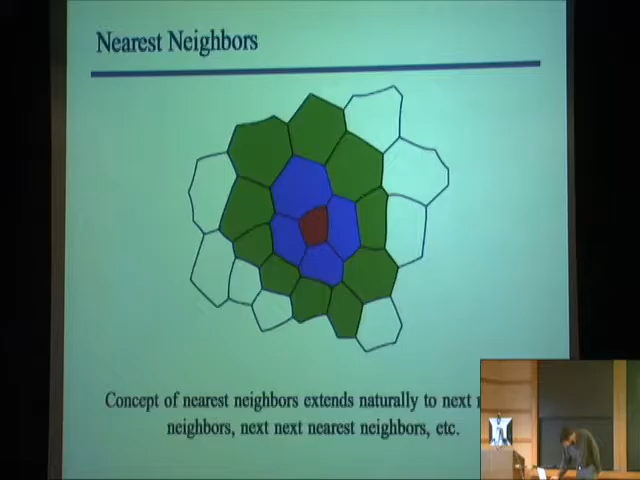 Nearest Neighbors
Concept of nearest neighbors extends naturally to next
neighbors, next next nearest neighbors, etc.